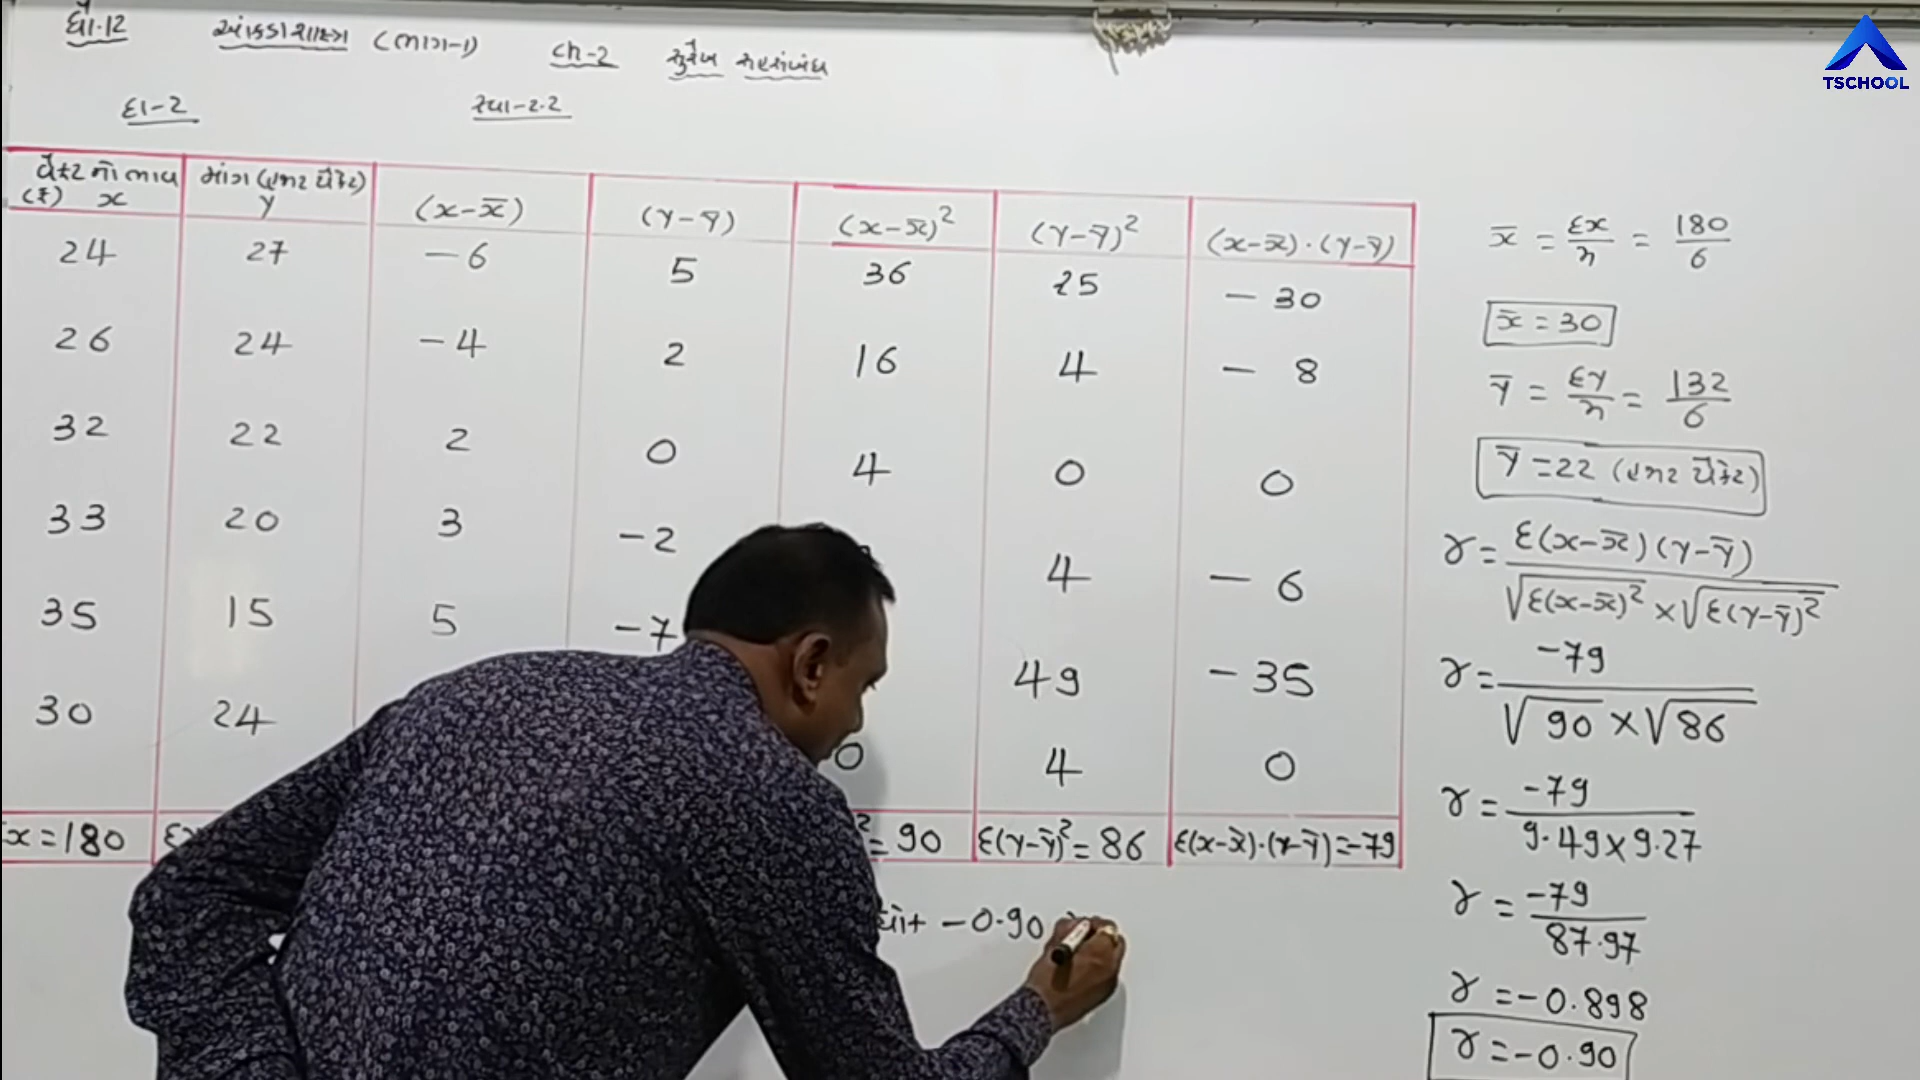 ધો-12 આંકડાશાસ્ત્ર (ભાગ-1) Ch-2 સુરેખ સહસંબંધ
TSCHOOL
દા-2 સ્વા-2.2
ભાવ (₹) x
માંગ Y
(x-x̄)
(Y-Ȳ)
(x-x̄)²
(Y-Ȳ)²
(x-x̄)·(Y-Ȳ)
24 27 -6 5 36 25 -30
26 24 -4 2 16 4 -8
32 22 2 0 4 0 0
33 20 3 -2 4 -6
35 15 5 -7 49 -35
30 24 0 4 0
x=180 ²=90 Σ(Y-Ȳ)²=86 Σ(x-x̄)·(Y-Ȳ)=-79
-0.90
x̄ = Σx/n = 180/6
x̄ = 30
Ȳ = ΣY/n = 132/6
Ȳ = 22
r = Σ(x-x̄)(Y-Ȳ) / √Σ(x-x̄)² × √Σ(Y-Ȳ)²
r = -79 / √90 × √86
r = -79 / 9.49×9.27
r = -79 / 87.97
r = -0.898
r = -0.90